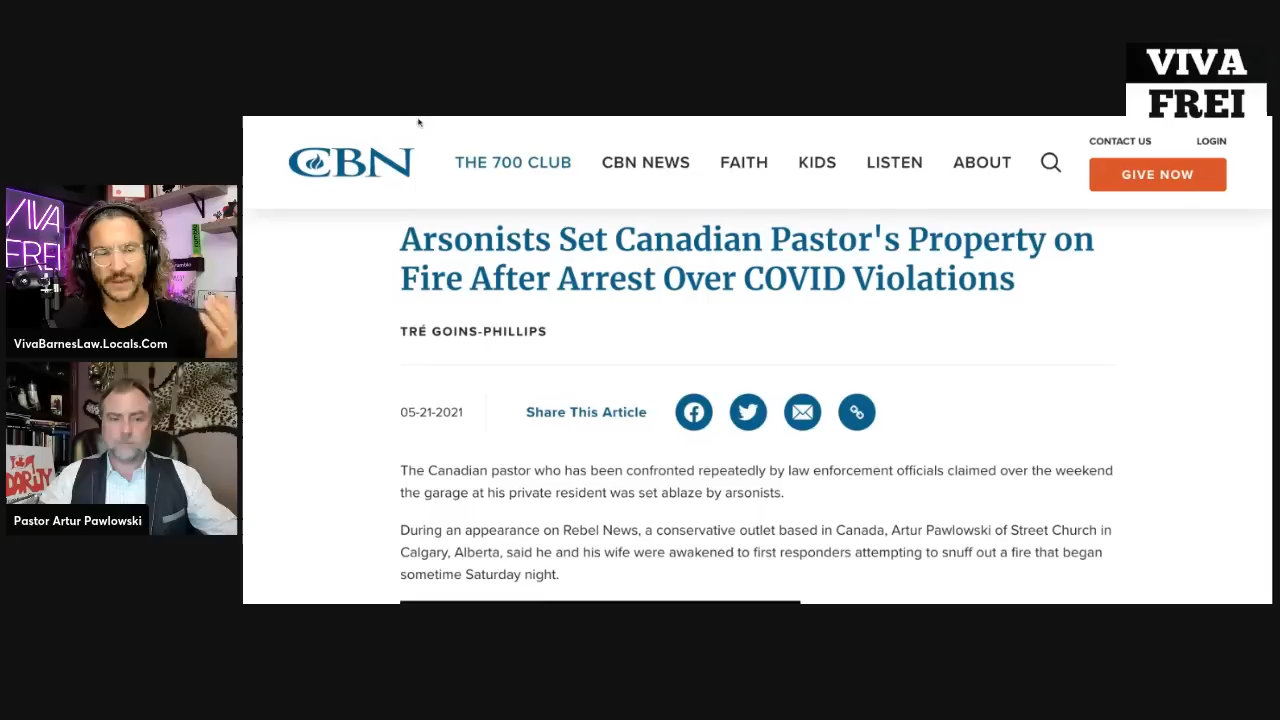 VIVA
FREI
CBN
THE 700 CLUB
CBN NEWS
FAITH
KIDS
LISTEN
ABOUT
CONTACT US
LOGIN
GIVE NOW
Arsonists Set Canadian Pastor's Property on
Fire After Arrest Over COVID Violations
TRÉ GOINS-PHILLIPS
05-21-2021
Share This Article
The Canadian pastor who has been confronted repeatedly by law enforcement officials claimed over the weekend
the garage at his private resident was set ablaze by arsonists.
During an appearance on Rebel News, a conservative outlet based in Canada, Artur Pawlowski of Street Church in
Calgary, Alberta, said he and his wife were awakened to first responders attempting to snuff out a fire that began
sometime Saturday night.
VIVA
FREI
VivaBarnesLaw.Locals.Com
Pastor Artur Pawlowski